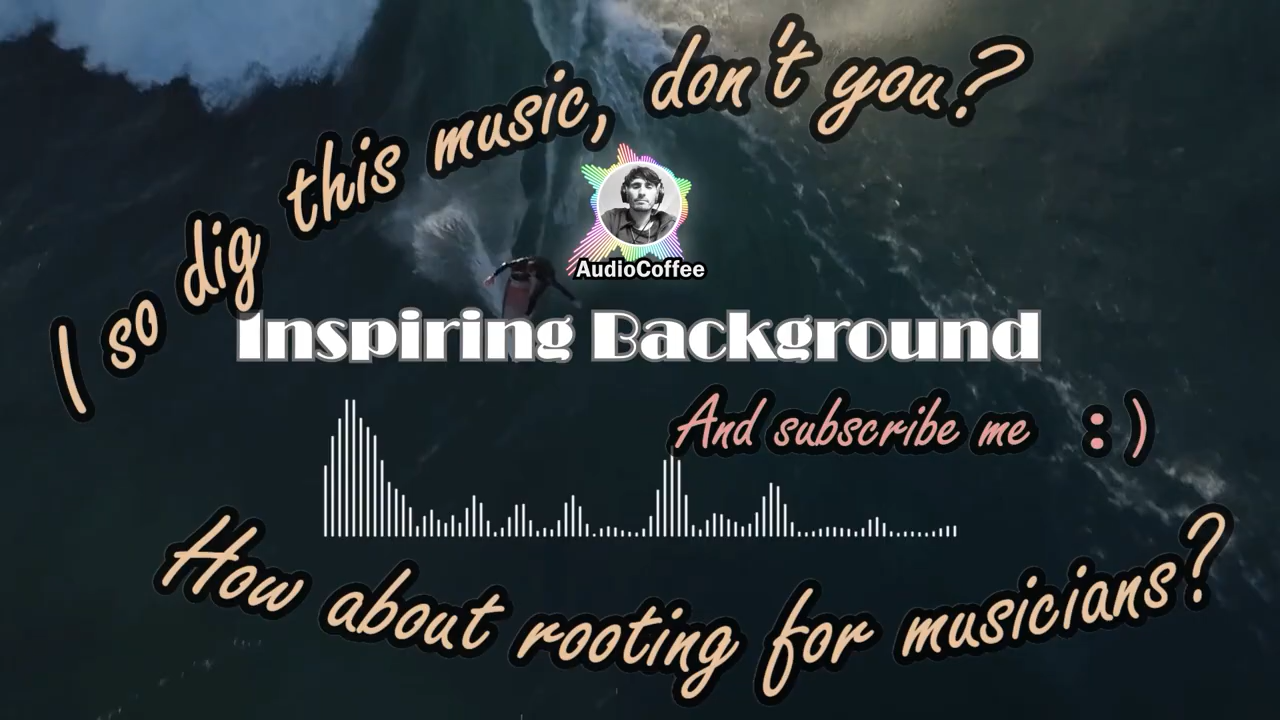 I so dig this music, don't you?
AudioCoffee
Inspiring Background
And subscribe me :)
How about rooting for musicians?